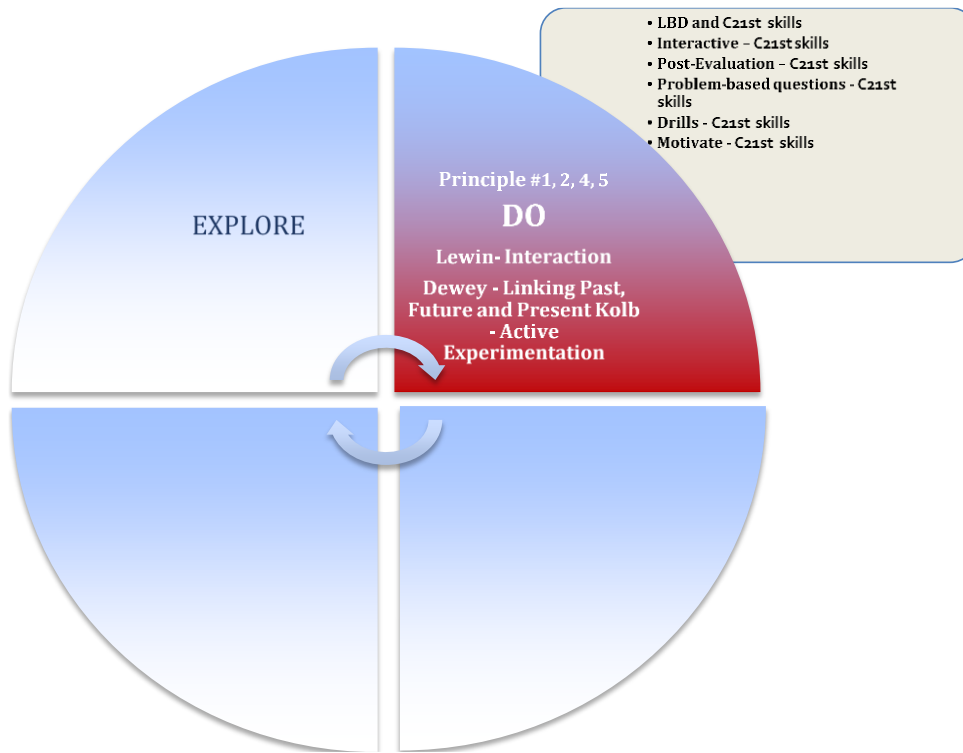 • LBD and C21st skills
• Interactive – C21st skills
• Post-Evaluation – C21st skills
• Problem-based questions - C21st
skills
• Drills - C21st skills
• Motivate - C21st skills
EXPLORE
Principle #1, 2, 4, 5
DO
Lewin- Interaction
Dewey - Linking Past,
Future and Present Kolb
- Active
Experimentation